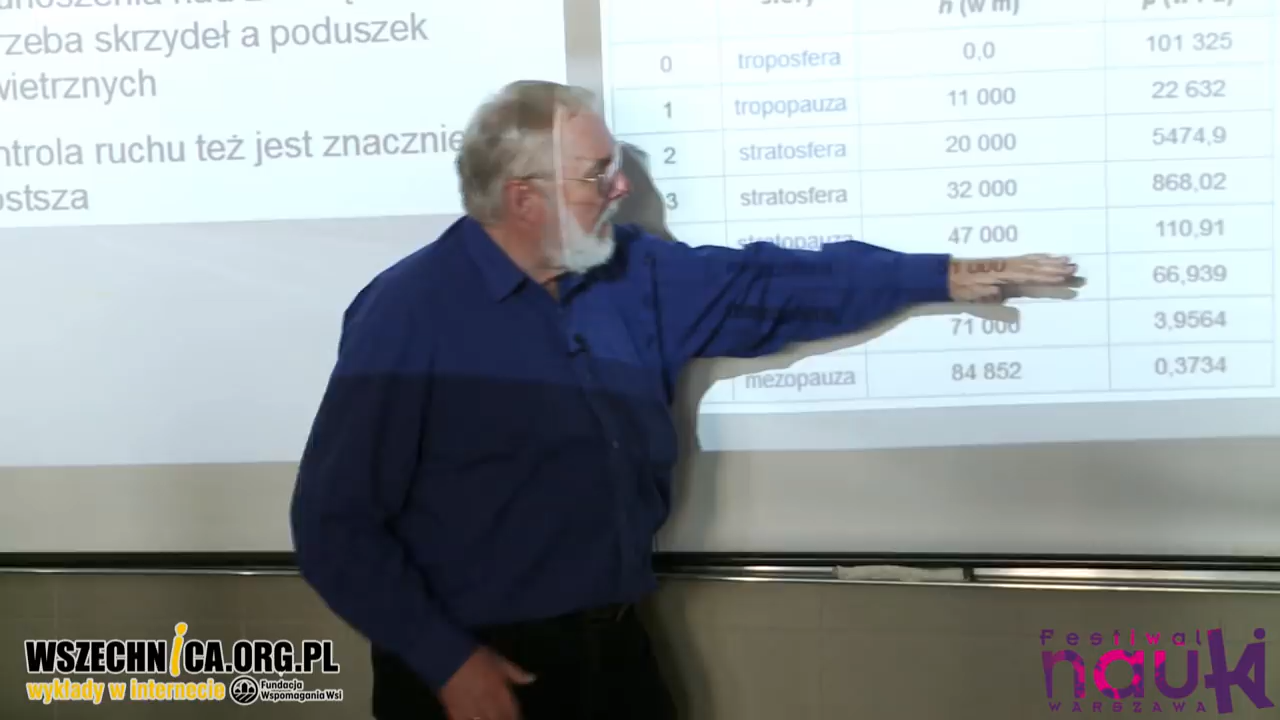 rzeba skrzydeł a poduszek
wietrznych
ntrola ruchu też jest znacznie
ostsza
h (w m)
0 troposfera 0,0 101 325
1 tropopauza 11 000 22 632
2 stratosfera 20 000 5474,9
3 stratosfera 32 000 868,02
stratopauza 47 000 110,91
66,939
71 000 3,9564
mezopauza 84 852 0,3734
WSZECHNICA.ORG.PL
wykłady w internecie
Fundacja
Wspomagania Wsi
Festiwal
nauki
WARSZAWA